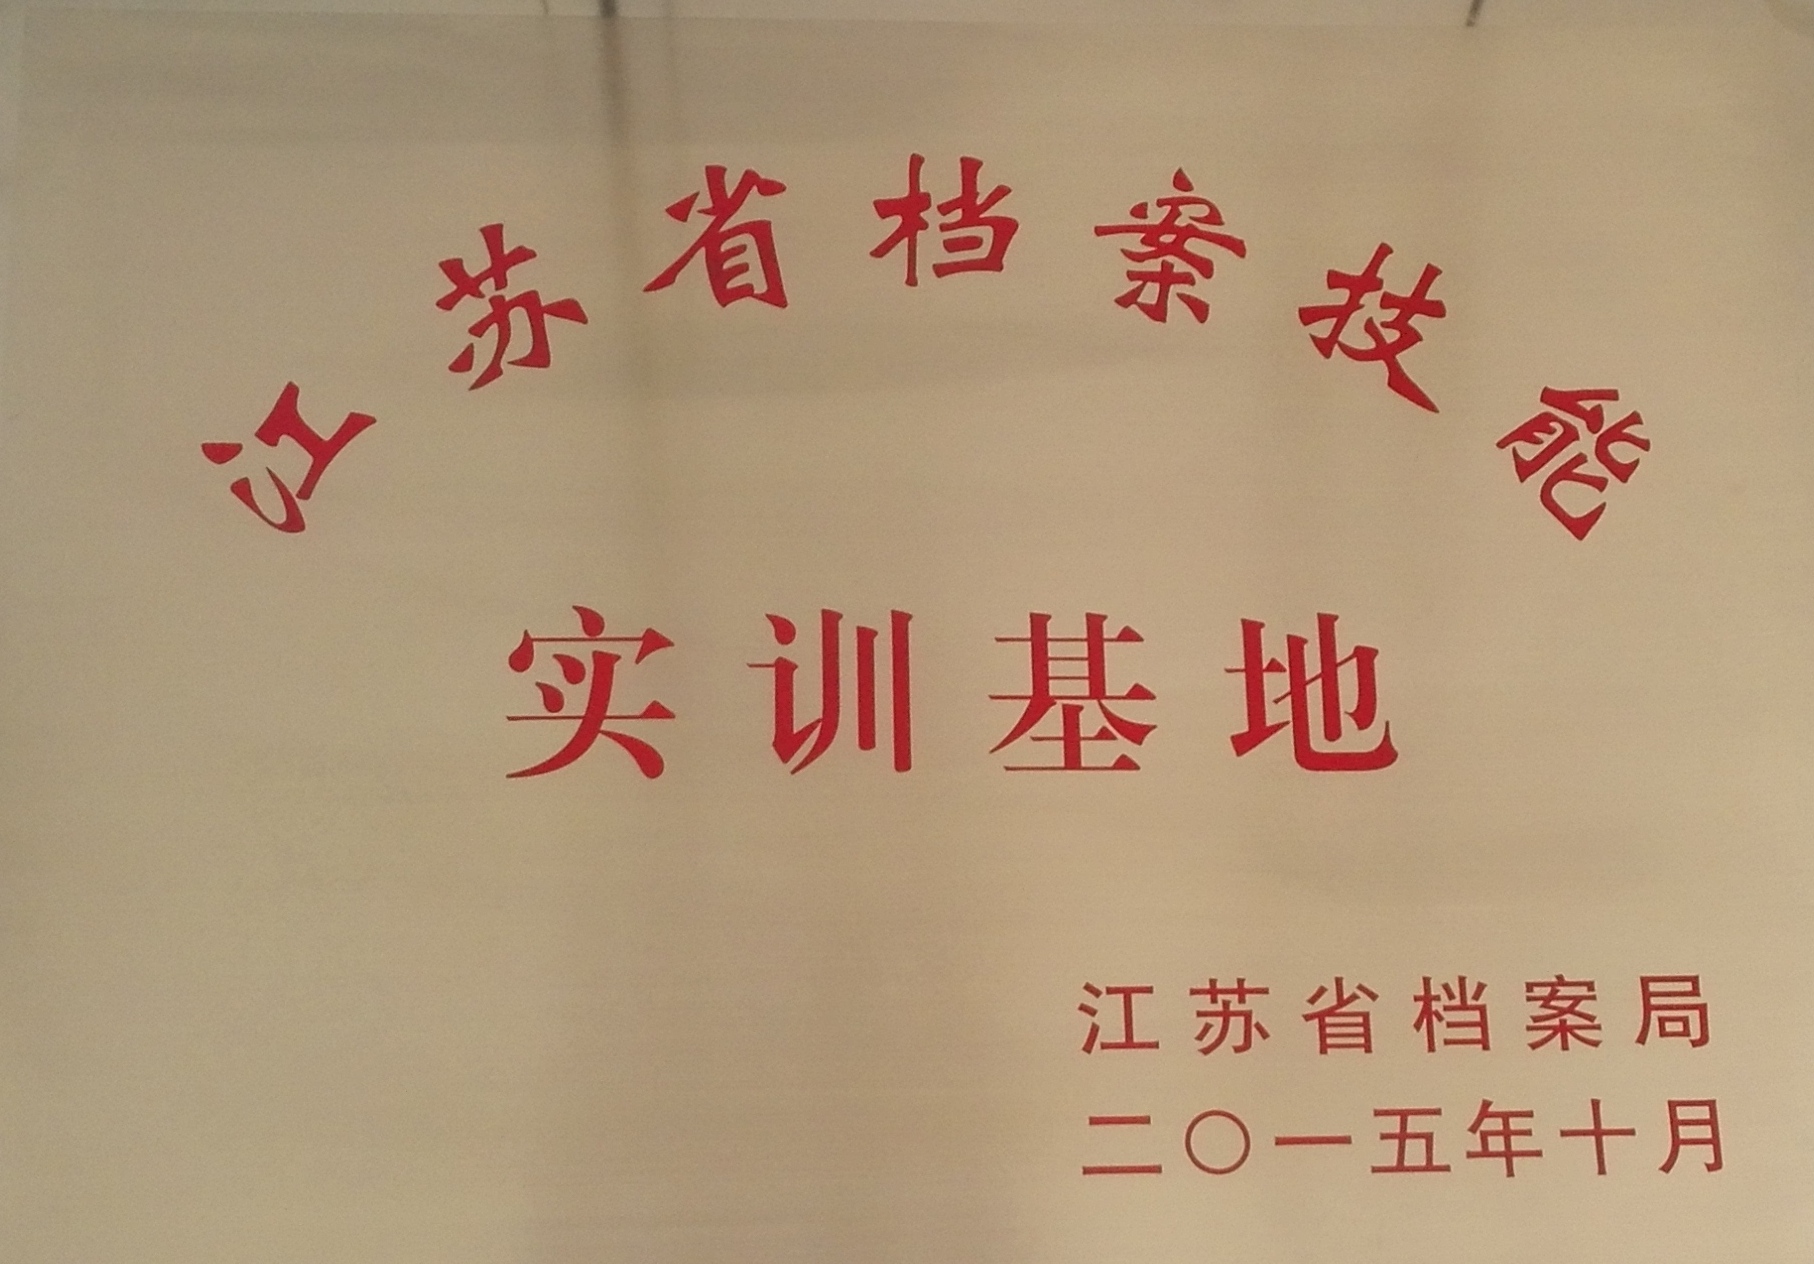 江苏省档案技能
实训基地
江苏省档案局
二〇一五年十月